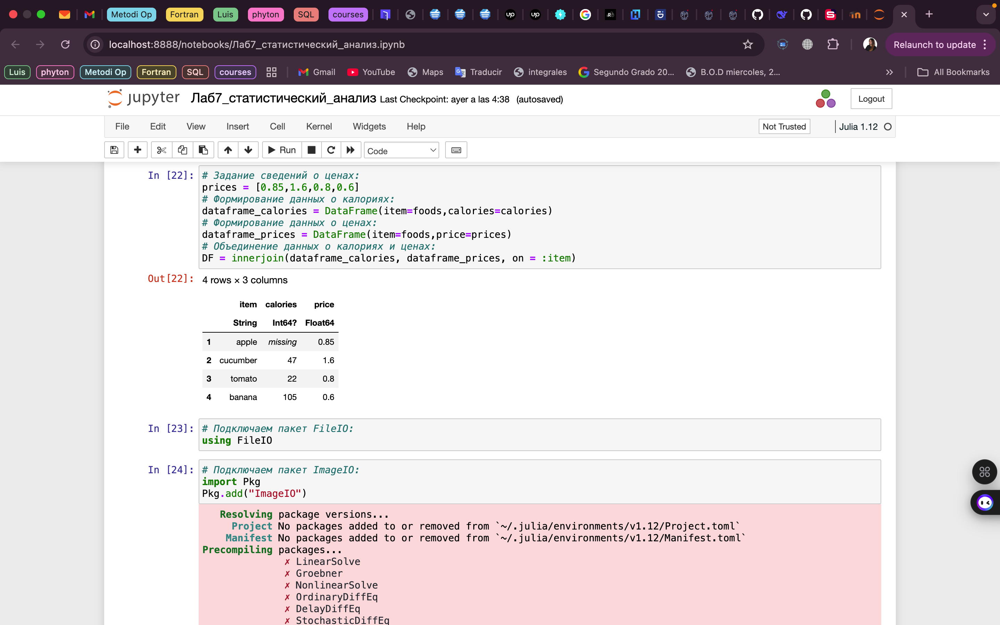 Metodi Op Fortran Luis phyton SQL courses
localhost:8888/notebooks/Лаб7_статистический_анализ.ipynb Relaunch to update
Luis phyton Metodi Op Fortran SQL courses Gmail YouTube Maps Traducir integrales Segundo Grado 20... B.O.D miercoles, 2... All Bookmarks
jupyter Лаб7_статистический_анализ Last Checkpoint: ayer a las 4:38 (autosaved) Logout
File Edit View Insert Cell Kernel Widgets Help Not Trusted Julia 1.12
Run Code
In [22]: # Задание сведений о ценах:
prices = [0.85,1.6,0.8,0.6]
# Формирование данных о калориях:
dataframe_calories = DataFrame(item=foods,calories=calories)
# Формирование данных о ценах:
dataframe_prices = DataFrame(item=foods,price=prices)
# Объединение данных о калориях и ценах:
DF = innerjoin(dataframe_calories, dataframe_prices, on = :item)
Out[22]: 4 rows × 3 columns
item calories price
String Int64? Float64
1 apple missing 0.85
2 cucumber 47 1.6
3 tomato 22 0.8
4 banana 105 0.6
In [23]: # Подключаем пакет FileIO:
using FileIO
In [24]: # Подключаем пакет ImageIO:
import Pkg
Pkg.add("ImageIO")
Resolving package versions...
Project No packages added to or removed from `~/.julia/environments/v1.12/Project.toml`
Manifest No packages added to or removed from `~/.julia/environments/v1.12/Manifest.toml`
Precompiling packages...
✗ LinearSolve
✗ Groebner
✗ NonlinearSolve
✗ OrdinaryDiffEq
✗ DelayDiffEq
✗ StochasticDiffEq